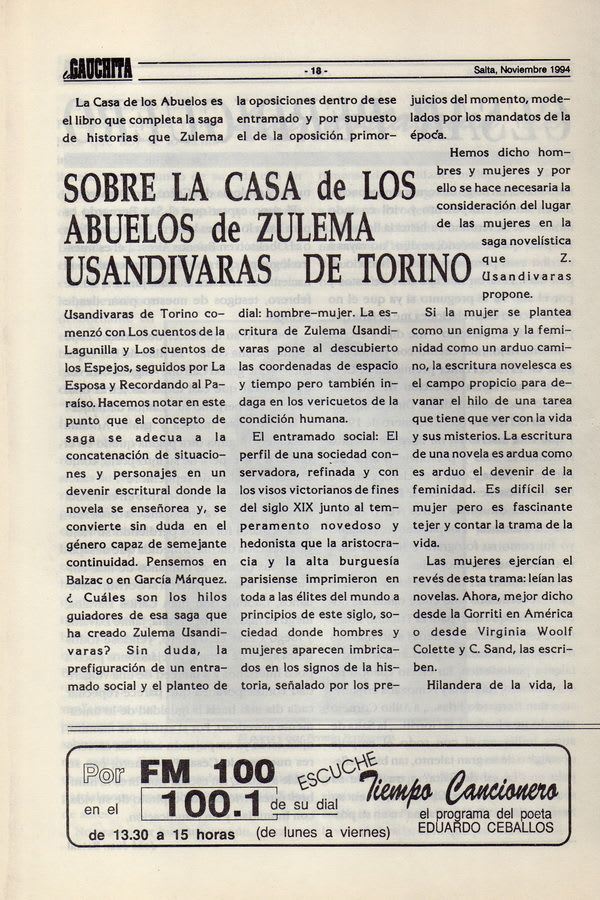 la GAUCHITA
- 18 -
Salta, Noviembre 1994
SOBRE LA CASA de LOS
ABUELOS de ZULEMA
USANDIVARAS DE TORINO
La Casa de los Abuelos es
el libro que completa la saga
de historias que Zulema
Usandivaras de Torino co-
menzó con Los cuentos de la
Lagunilla y Los cuentos de
los Espejos, seguidos por La
Esposa y Recordando al Pa-
raíso. Hacemos notar en este
punto que el concepto de
saga se adecua a la
concatenación de situacio-
nes y personajes en un
devenir escritural donde la
novela se enseñorea y, se
convierte sin duda en el
género capaz de semejante
continuidad. Pensemos en
Balzac o en García Márquez.
¿ Cuáles son los hilos
guiadores de esa saga que
ha creado Zulema Usandi-
varas? Sin duda, la
prefiguración de un entra-
mado social y el planteo de
la oposiciones dentro de ese
entramado y por supuesto
el de la oposición primor-
dial: hombre-mujer. La es-
critura de Zulema Usandi-
varas pone al descubierto
las coordenadas de espacio
y tiempo pero también in-
daga en los vericuetos de la
condición humana.
El entramado social: El
perfil de una sociedad con-
servadora, refinada y con
los visos victorianos de fines
del siglo XIX junto al tem-
peramento novedoso y
hedonista que la aristocra-
cia y la alta burguesía
parisiense imprimieron en
toda a las élites del mundo a
principios de este siglo, so-
ciedad donde hombres y
mujeres aparecen imbrica-
dos en los signos de la his-
toria, señalado por los pre-
juicios del momento, mode-
lados por los mandatos de la
época.
Hemos dicho hom-
bres y mujeres y por
ello se hace necesaria la
consideración del lugar
de las mujeres en la
saga novelística
que Z.
Usandivaras
propone.
Si la mujer se plantea
como un enigma y la femi-
nidad como un arduo cami-
no, la escritura novelesca es
el campo propicio para de-
vanar el hilo de una tarea
que tiene que ver con la vida
y sus misterios. La escritura
de una novela es ardua como
es arduo el devenir de la
feminidad. Es difícil ser
mujer pero es fascinante
tejer y contar la trama de la
vida.
Las mujeres ejercían el
revés de esta trama: leían las
novelas. Ahora, mejor dicho
desde la Gorriti en América
o desde Virginia Woolf
Colette y C. Sand, las escri-
ben.
Hilandera de la vida, la
Por FM 100
en el 100.1 de su dial
de 13.30 a 15 horas (de lunes a viernes)
ESCUCHE
Tiempo Cancionero
el programa del poeta
EDUARDO CEBALLOS